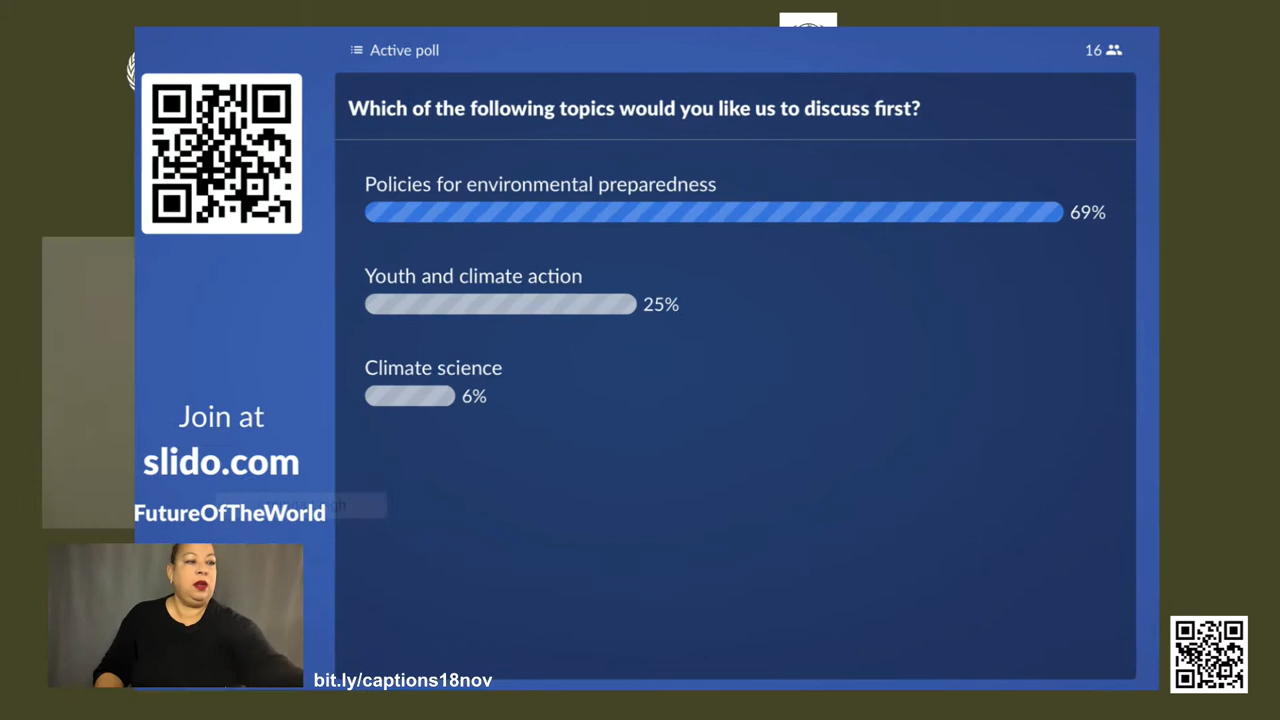 Active poll
16
Which of the following topics would you like us to discuss first?
Policies for environmental preparedness
69%
Youth and climate action
25%
Climate science
6%
Join at
slido.com
FutureOfTheWorld
bit.ly/captions18nov